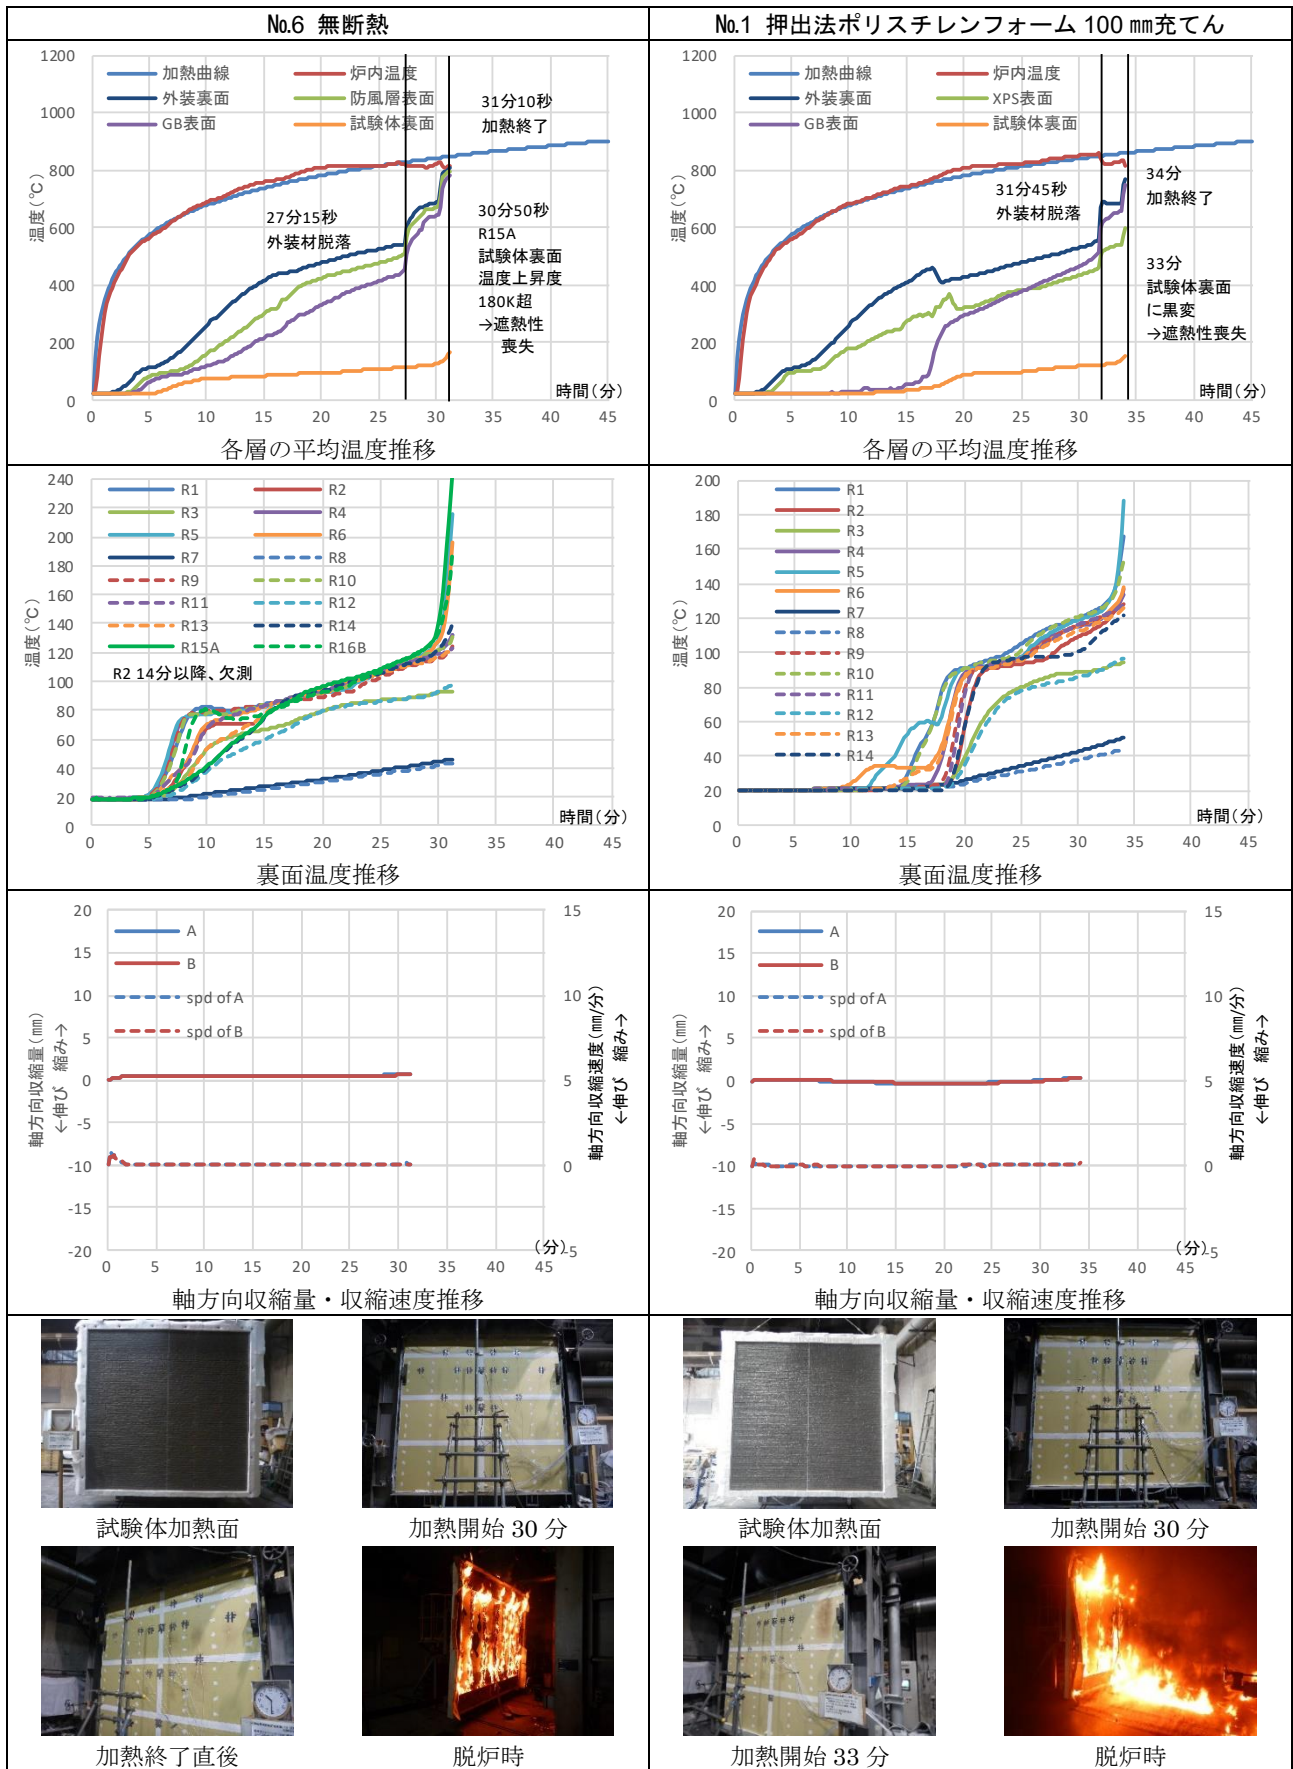 №6 無断熱
№1 押出法ポリスチレンフォーム 100 ㎜充てん
1200
1000
800
600
400
200
0
温度(℃)
加熱曲線
炉内温度
外装裏面
防風層表面
GB表面
試験体裏面
31分10秒
加熱終了
27分15秒
外装材脱落
30分50秒
R15A
試験体裏面
温度上昇度
180K超
→遮熱性
喪失
時間(分)
0 5 10 15 20 25 30 35 40 45
各層の平均温度推移
1200
1000
800
600
400
200
0
温度(℃)
加熱曲線
炉内温度
外装裏面
XPS表面
GB表面
試験体裏面
31分45秒
外装材脱落
34分
加熱終了
33分
試験体裏面
に黒変
→遮熱性喪失
時間(分)
0 5 10 15 20 25 30 35 40 45
各層の平均温度推移
240
220
200
180
160
140
120
100
80
60
40
20
0
温度(℃)
R1 R2
R3 R4
R5 R6
R7 R8
R9 R10
R11 R12
R13 R14
R15A R16B
R2 14分以降、欠測
時間(分)
0 5 10 15 20 25 30 35 40 45
裏面温度推移
200
180
160
140
120
100
80
60
40
20
0
温度(℃)
R1
R2
R3
R4
R5
R6
R7
R8
R9
R10
R11
R12
R13
R14
時間(分)
0 5 10 15 20 25 30 35 40 45
裏面温度推移
20
15
10
5
0
-5
-10
-15
-20
軸方向収縮量(㎜)
←伸び 縮み→
A
B
spd of A
spd of B
15
10
5
0
-5
軸方向収縮速度(㎜/分)
←伸び 縮み→
(分)
0 5 10 15 20 25 30 35 40 45
軸方向収縮量・収縮速度推移
20
15
10
5
0
-5
-10
-15
-20
軸方向収縮量(㎜)
←伸び 縮み→
A
B
spd of A
spd of B
15
10
5
0
-5
軸方向収縮速度(㎜/分)
←伸び 縮み→
(分)
0 5 10 15 20 25 30 35 40 45
軸方向収縮量・収縮速度推移
試験体加熱面
加熱開始 30 分
試験体加熱面
加熱開始 30 分
加熱終了直後
脱炉時
加熱開始 33 分
脱炉時